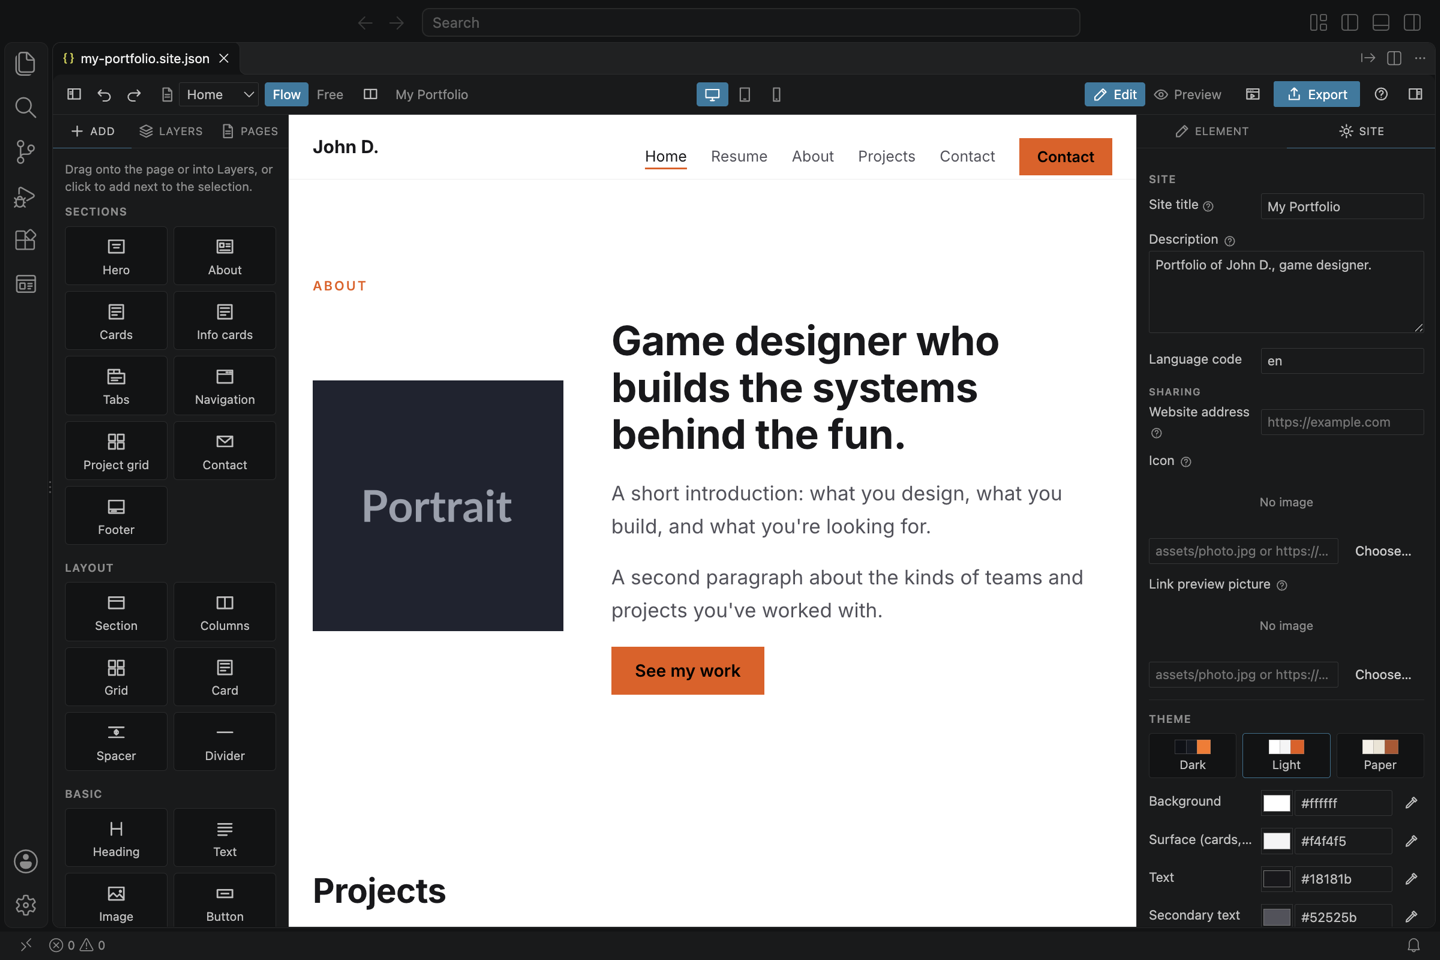 Search
my-portfolio.site.json
Home
Flow
Free
My Portfolio
Edit
Preview
Export
ADD
LAYERS
PAGES
Drag onto the page or into Layers, or
click to add next to the selection.
SECTIONS
Hero
About
Cards
Info cards
Tabs
Navigation
Project grid
Contact
Footer
LAYOUT
Section
Columns
Grid
Card
Spacer
Divider
BASIC
Heading
Text
Image
Button
John D.
Home
Resume
About
Projects
Contact
Contact
ABOUT
Portrait
Game designer who
builds the systems
behind the fun.
A short introduction: what you design, what you
build, and what you're looking for.
A second paragraph about the kinds of teams and
projects you've worked with.
See my work
Projects
ELEMENT
SITE
SITE
Site title
My Portfolio
Description
Portfolio of John D., game designer.
Language code
en
SHARING
Website address
https://example.com
Icon
No image
assets/photo.jpg or https://...
Choose...
Link preview picture
No image
assets/photo.jpg or https://...
Choose...
THEME
Dark
Light
Paper
Background
#ffffff
Surface (cards,...
#f4f4f5
Text
#18181b
Secondary text
#52525b
0
0